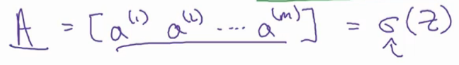 A = [a⁽¹⁾ a⁽²⁾ ⋯ a⁽ᵐ⁾] = σ(Z)